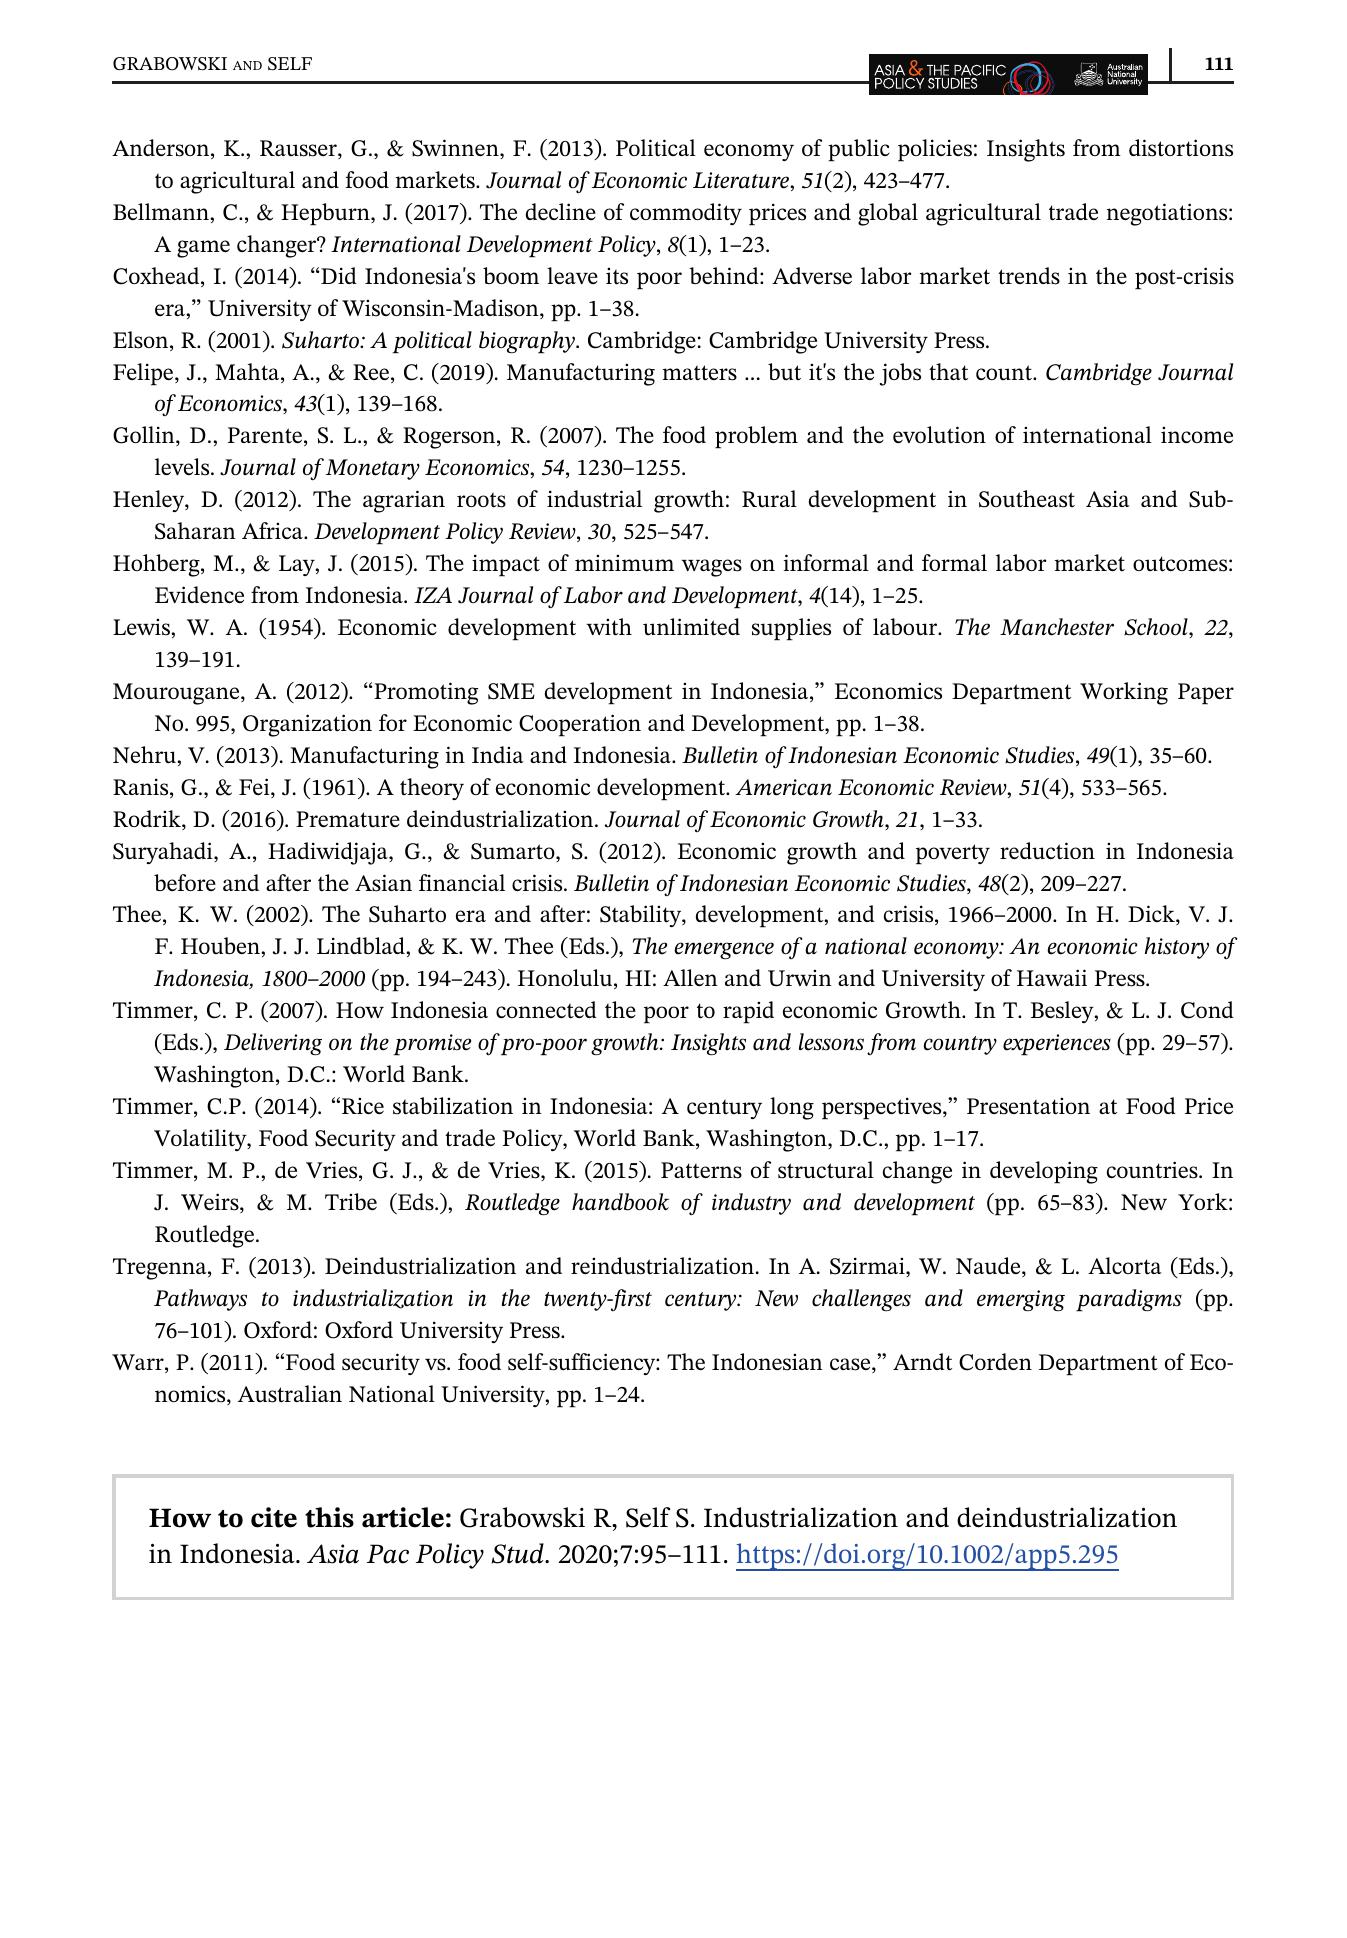 GRABOWSKI AND SELF
ASIA & THE PACIFIC
POLICY STUDIES
Australian
National
University
111
Anderson, K., Rausser, G., & Swinnen, F. (2013). Political economy of public policies: Insights from distortions
to agricultural and food markets. Journal of Economic Literature, 51(2), 423–477.
Bellmann, C., & Hepburn, J. (2017). The decline of commodity prices and global agricultural trade negotiations:
A game changer? International Development Policy, 8(1), 1–23.
Coxhead, I. (2014). “Did Indonesia's boom leave its poor behind: Adverse labor market trends in the post-crisis
era,” University of Wisconsin-Madison, pp. 1–38.
Elson, R. (2001). Suharto: A political biography. Cambridge: Cambridge University Press.
Felipe, J., Mahta, A., & Ree, C. (2019). Manufacturing matters ... but it's the jobs that count. Cambridge Journal
of Economics, 43(1), 139–168.
Gollin, D., Parente, S. L., & Rogerson, R. (2007). The food problem and the evolution of international income
levels. Journal of Monetary Economics, 54, 1230–1255.
Henley, D. (2012). The agrarian roots of industrial growth: Rural development in Southeast Asia and Sub-
Saharan Africa. Development Policy Review, 30, 525–547.
Hohberg, M., & Lay, J. (2015). The impact of minimum wages on informal and formal labor market outcomes:
Evidence from Indonesia. IZA Journal of Labor and Development, 4(14), 1–25.
Lewis, W. A. (1954). Economic development with unlimited supplies of labour. The Manchester School, 22,
139–191.
Mourougane, A. (2012). “Promoting SME development in Indonesia,” Economics Department Working Paper
No. 995, Organization for Economic Cooperation and Development, pp. 1–38.
Nehru, V. (2013). Manufacturing in India and Indonesia. Bulletin of Indonesian Economic Studies, 49(1), 35–60.
Ranis, G., & Fei, J. (1961). A theory of economic development. American Economic Review, 51(4), 533–565.
Rodrik, D. (2016). Premature deindustrialization. Journal of Economic Growth, 21, 1–33.
Suryahadi, A., Hadiwidjaja, G., & Sumarto, S. (2012). Economic growth and poverty reduction in Indonesia
before and after the Asian financial crisis. Bulletin of Indonesian Economic Studies, 48(2), 209–227.
Thee, K. W. (2002). The Suharto era and after: Stability, development, and crisis, 1966–2000. In H. Dick, V. J.
F. Houben, J. J. Lindblad, & K. W. Thee (Eds.), The emergence of a national economy: An economic history of
Indonesia, 1800–2000 (pp. 194–243). Honolulu, HI: Allen and Urwin and University of Hawaii Press.
Timmer, C. P. (2007). How Indonesia connected the poor to rapid economic Growth. In T. Besley, & L. J. Cond
(Eds.), Delivering on the promise of pro-poor growth: Insights and lessons from country experiences (pp. 29–57).
Washington, D.C.: World Bank.
Timmer, C.P. (2014). “Rice stabilization in Indonesia: A century long perspectives,” Presentation at Food Price
Volatility, Food Security and trade Policy, World Bank, Washington, D.C., pp. 1–17.
Timmer, M. P., de Vries, G. J., & de Vries, K. (2015). Patterns of structural change in developing countries. In
J. Weirs, & M. Tribe (Eds.), Routledge handbook of industry and development (pp. 65–83). New York:
Routledge.
Tregenna, F. (2013). Deindustrialization and reindustrialization. In A. Szirmai, W. Naude, & L. Alcorta (Eds.),
Pathways to industrialization in the twenty-first century: New challenges and emerging paradigms (pp.
76–101). Oxford: Oxford University Press.
Warr, P. (2011). “Food security vs. food self-sufficiency: The Indonesian case,” Arndt Corden Department of Eco-
nomics, Australian National University, pp. 1–24.
How to cite this article: Grabowski R, Self S. Industrialization and deindustrialization
in Indonesia. Asia Pac Policy Stud. 2020;7:95–111. https://doi.org/10.1002/app5.295